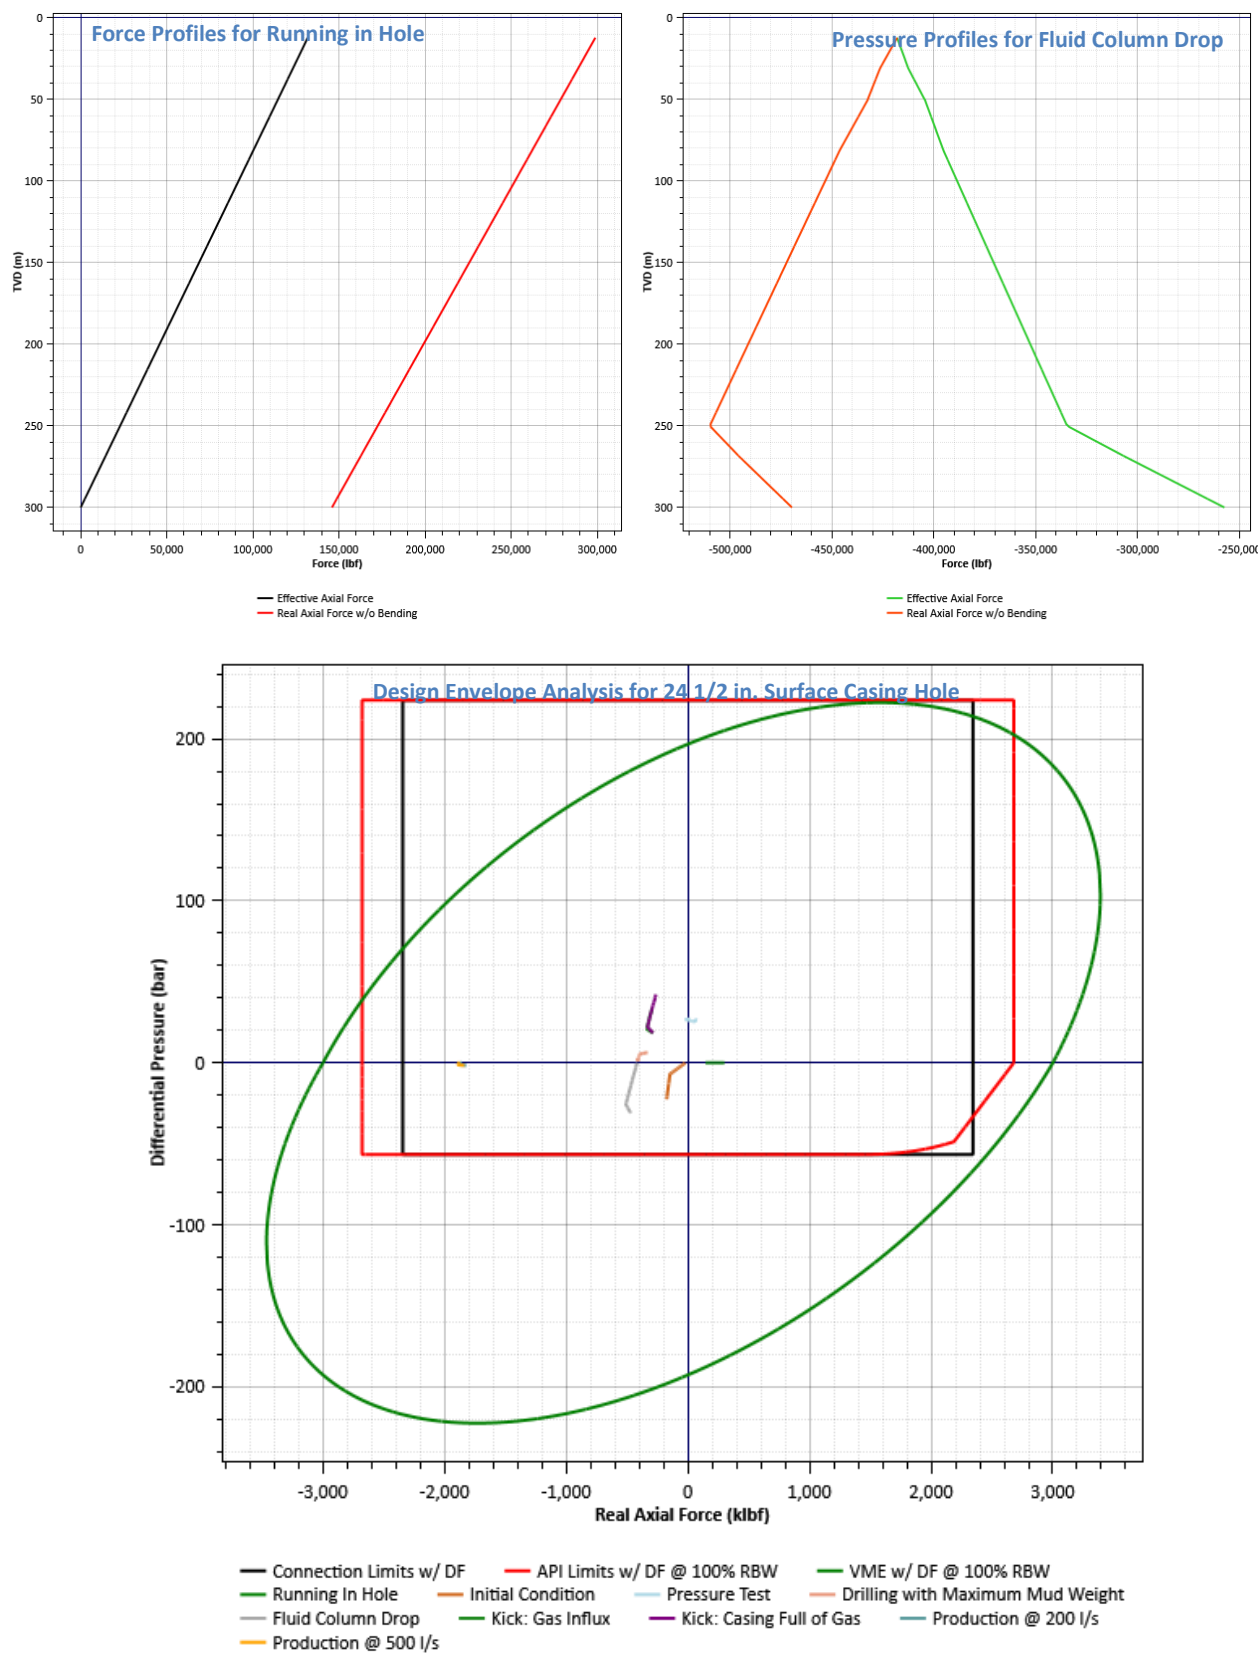 Force Profiles for Running in Hole
0
50
100
150
200
250
300
TVD (m)
0
50,000
100,000
150,000
200,000
250,000
300,000
Force (lbf)
Effective Axial Force
Real Axial Force w/o Bending
Pressure Profiles for Fluid Column Drop
0
50
100
150
200
250
300
TVD (m)
-500,000
-450,000
-400,000
-350,000
-300,000
-250,000
Force (lbf)
Effective Axial Force
Real Axial Force w/o Bending
Design Envelope Analysis for 24 1/2 in. Surface Casing Hole
200
100
0
-100
-200
Differential Pressure (bar)
-3,000
-2,000
-1,000
0
1,000
2,000
3,000
Real Axial Force (klbf)
Connection Limits w/ DF
API Limits w/ DF @ 100% RBW
VME w/ DF @ 100% RBW
Running In Hole
Initial Condition
Pressure Test
Drilling with Maximum Mud Weight
Fluid Column Drop
Kick: Gas Influx
Kick: Casing Full of Gas
Production @ 200 l/s
Production @ 500 l/s